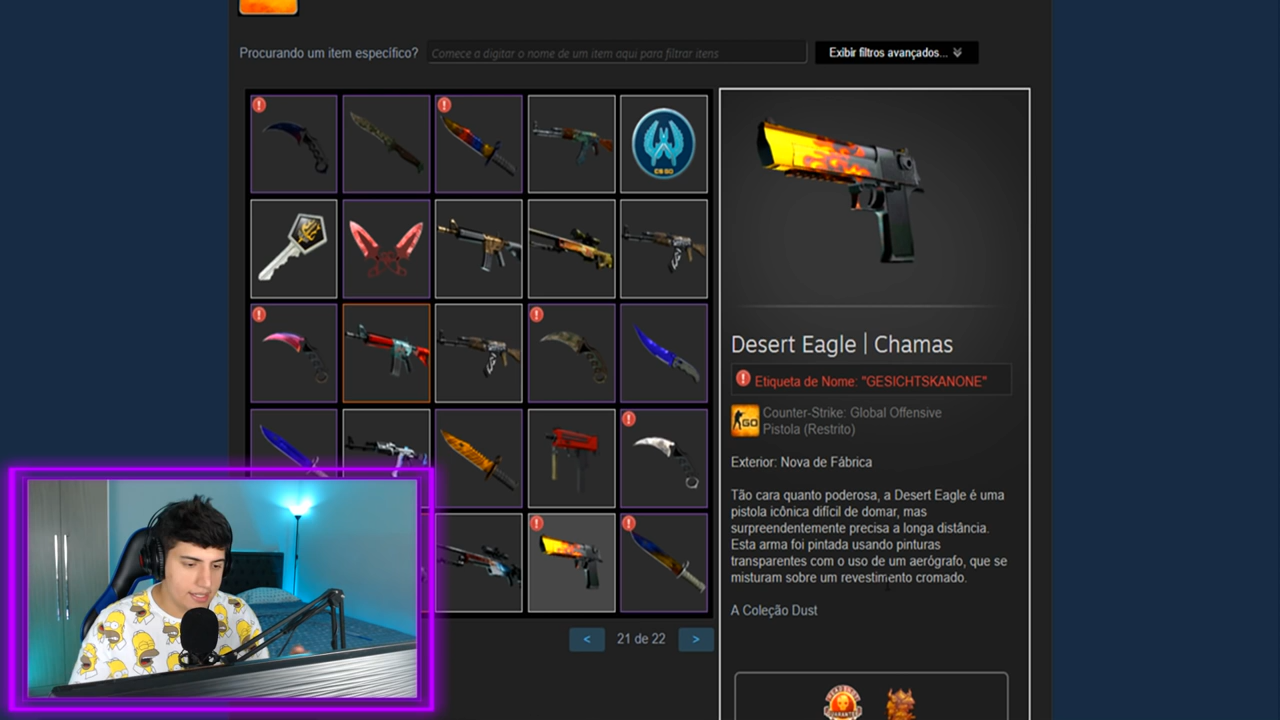 Procurando um item específico?
Comece a digitar o nome de um item aqui para filtrar itens
Exibir filtros avançados...
CS GO
Desert Eagle | Chamas
Etiqueta de Nome: "GESICHTSKANONE"
GO
Counter-Strike: Global Offensive
Pistola (Restrito)
Exterior: Nova de Fábrica
Tão cara quanto poderosa, a Desert Eagle é uma
pistola icônica difícil de domar, mas
surpreendentemente precisa a longa distância.
Esta arma foi pintada usando pinturas
transparentes com o uso de um aerógrafo, que se
misturam sobre um revestimento cromado.
A Coleção Dust
<
21 de 22
>